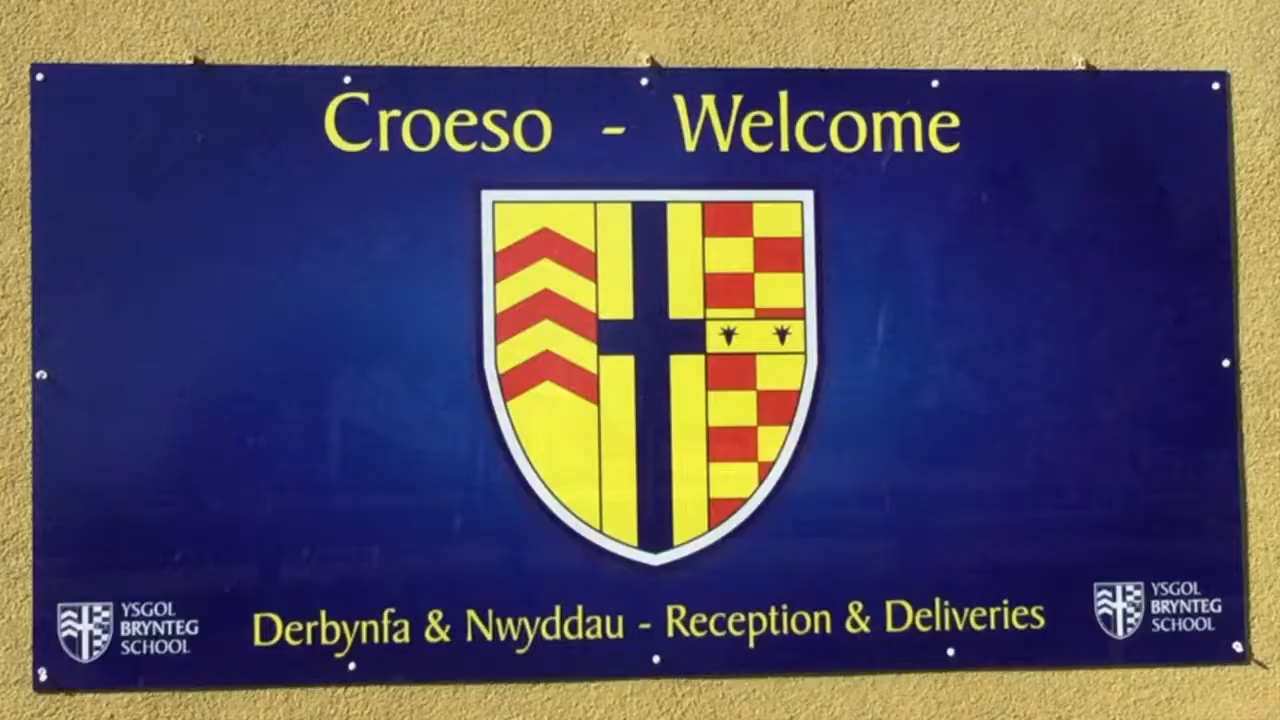 Croeso - Welcome
YSGOL
BRYNTEG
SCHOOL
Derbynfa & Nwyddau - Reception & Deliveries
YSGOL
BRYNTEG
SCHOOL